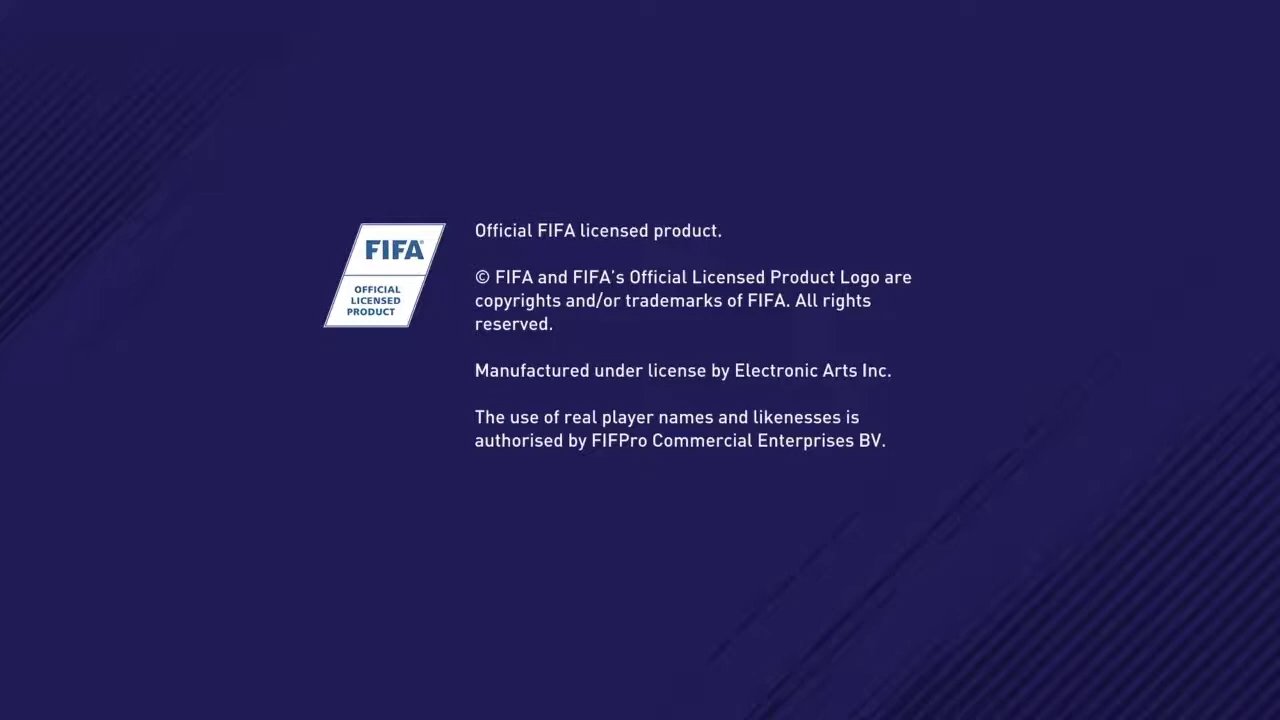 FIFA®
OFFICIAL
LICENSED
PRODUCT
Official FIFA licensed product.
© FIFA and FIFA's Official Licensed Product Logo are
copyrights and/or trademarks of FIFA. All rights
reserved.
Manufactured under license by Electronic Arts Inc.
The use of real player names and likenesses is
authorised by FIFPro Commercial Enterprises BV.